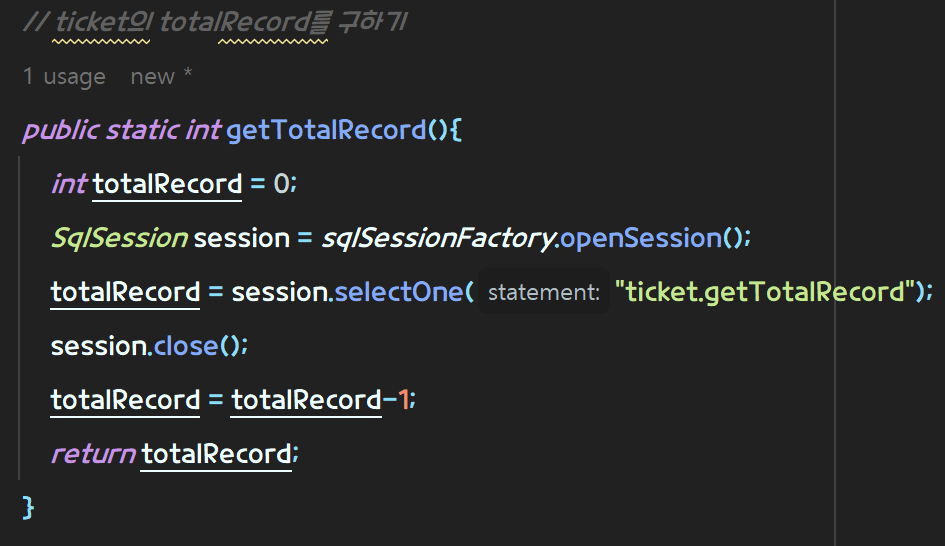 // ticket의 totalRecord를 구하기
1 usage new *
public static int getTotalRecord(){
int totalRecord = 0;
SqlSession session = sqlSessionFactory.openSession();
totalRecord = session.selectOne( statement: "ticket.getTotalRecord");
session.close();
totalRecord = totalRecord-1;
return totalRecord;
}